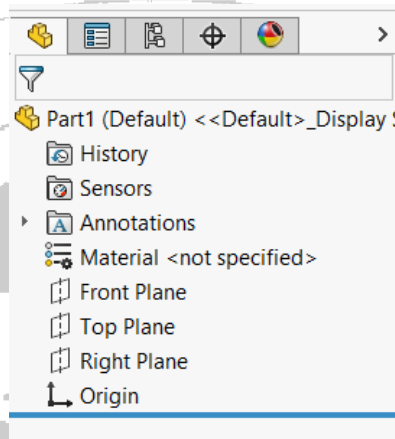 Part1 (Default) <<Default>_Display S
History
Sensors
Annotations
Material <not specified>
Front Plane
Top Plane
Right Plane
Origin